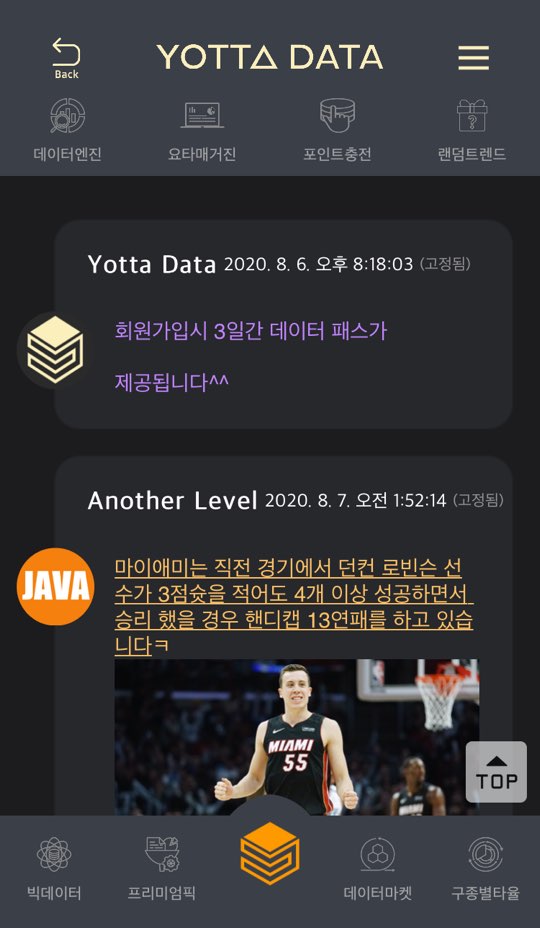 Back
YOTTA DATA
데이터엔진
요타매거진
포인트충전
랜덤트렌드
Yotta Data 2020. 8. 6. 오후 8:18:03 (고정됨)
회원가입시 3일간 데이터 패스가
제공됩니다^^
Another Level 2020. 8. 7. 오전 1:52:14 (고정됨)
JAVA
마이애미는 직전 경기에서 던컨 로빈슨 선
수가 3점슛을 적어도 4개 이상 성공하면서
승리 했을 경우 핸디캡 13연패를 하고 있습
니다ㅋ
MIAMI
55
TOP
빅데이터
프리미엄픽
데이터마켓
구종별타율